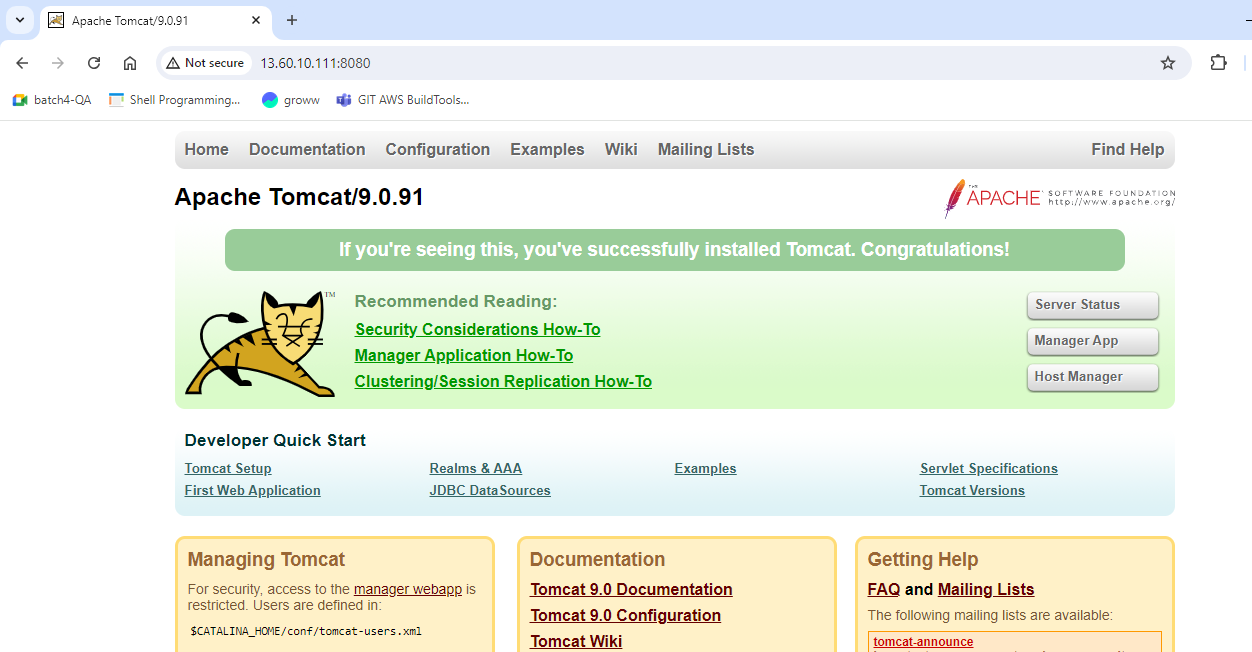 Apache Tomcat/9.0.91
Not secure 13.60.10.111:8080
batch4-QA Shell Programming... groww GIT AWS BuildTools...
Home Documentation Configuration Examples Wiki Mailing Lists Find Help
Apache Tomcat/9.0.91
THE APACHE SOFTWARE FOUNDATION
http://www.apache.org/
If you're seeing this, you've successfully installed Tomcat. Congratulations!
TM
Recommended Reading:
Security Considerations How-To
Manager Application How-To
Clustering/Session Replication How-To
Server Status
Manager App
Host Manager
Developer Quick Start
Tomcat Setup Realms & AAA Examples Servlet Specifications
First Web Application JDBC DataSources Tomcat Versions
Managing Tomcat
For security, access to the manager webapp is
restricted. Users are defined in:
$CATALINA_HOME/conf/tomcat-users.xml
Documentation
Tomcat 9.0 Documentation
Tomcat 9.0 Configuration
Tomcat Wiki
Getting Help
FAQ and Mailing Lists
The following mailing lists are available:
tomcat-announce